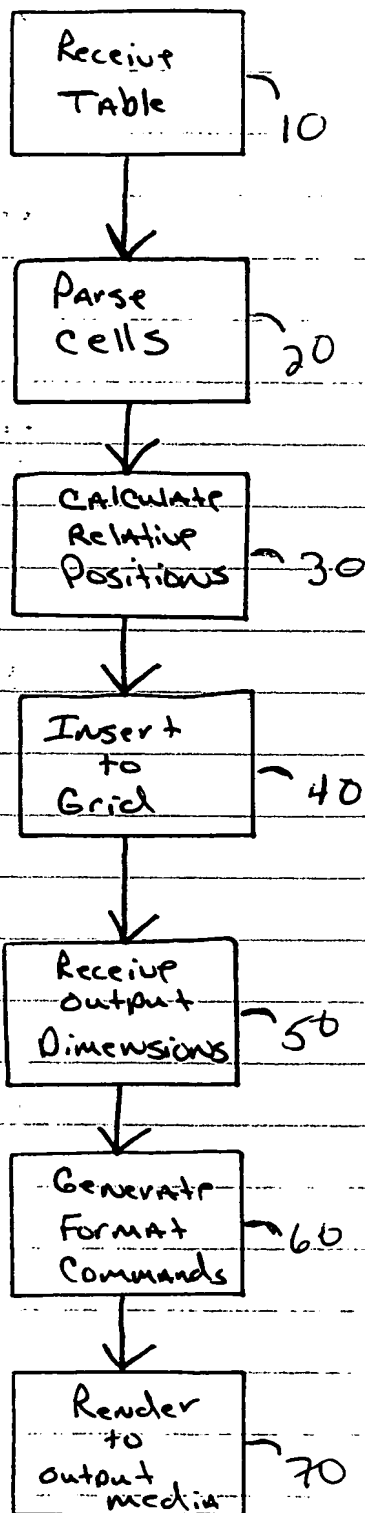 Receive
Table
10
Parse
Cells
20
Calculate
Relative
Positions
30
Insert
to
Grid
40
Receive
Output
Dimensions
50
Generate
Format
Commands
60
Render
to
output
media
70